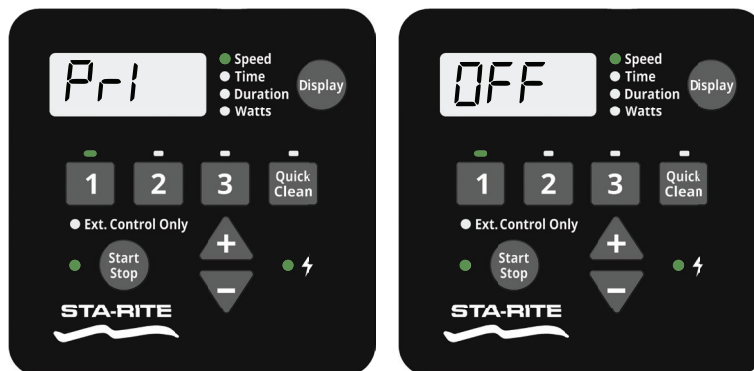 PrI
Speed
Time
Duration
Watts
Display
1
2
3
Quick
Clean
Ext. Control Only
Start
Stop
+
−
STA-RITE
OFF
Speed
Time
Duration
Watts
Display
1
2
3
Quick
Clean
Ext. Control Only
Start
Stop
+
−
STA-RITE